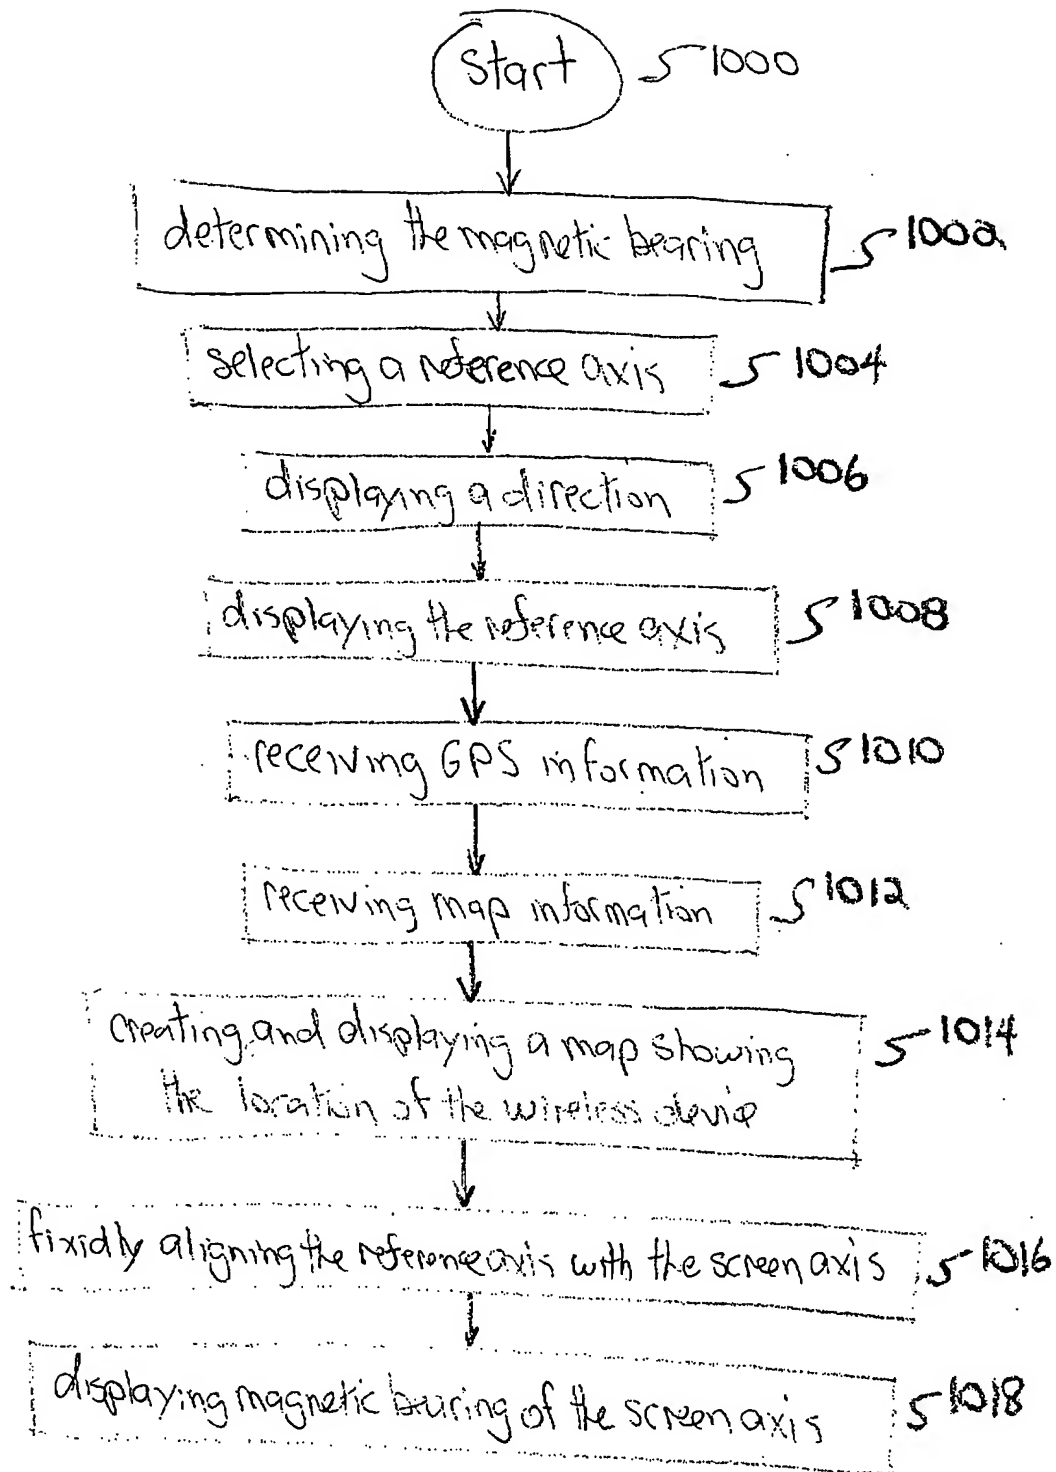 Start 1000
determining the magnetic bearing 1002
selecting a reference axis 1004
displaying a direction 1006
displaying the reference axis 1008
receiving GPS information 1010
receiving map information 1012
creating and displaying a map showing 1014
the location of the wireless device
fixidly aligning the reference axis with the screen axis 1016
displaying magnetic bearing of the screen axis 1018